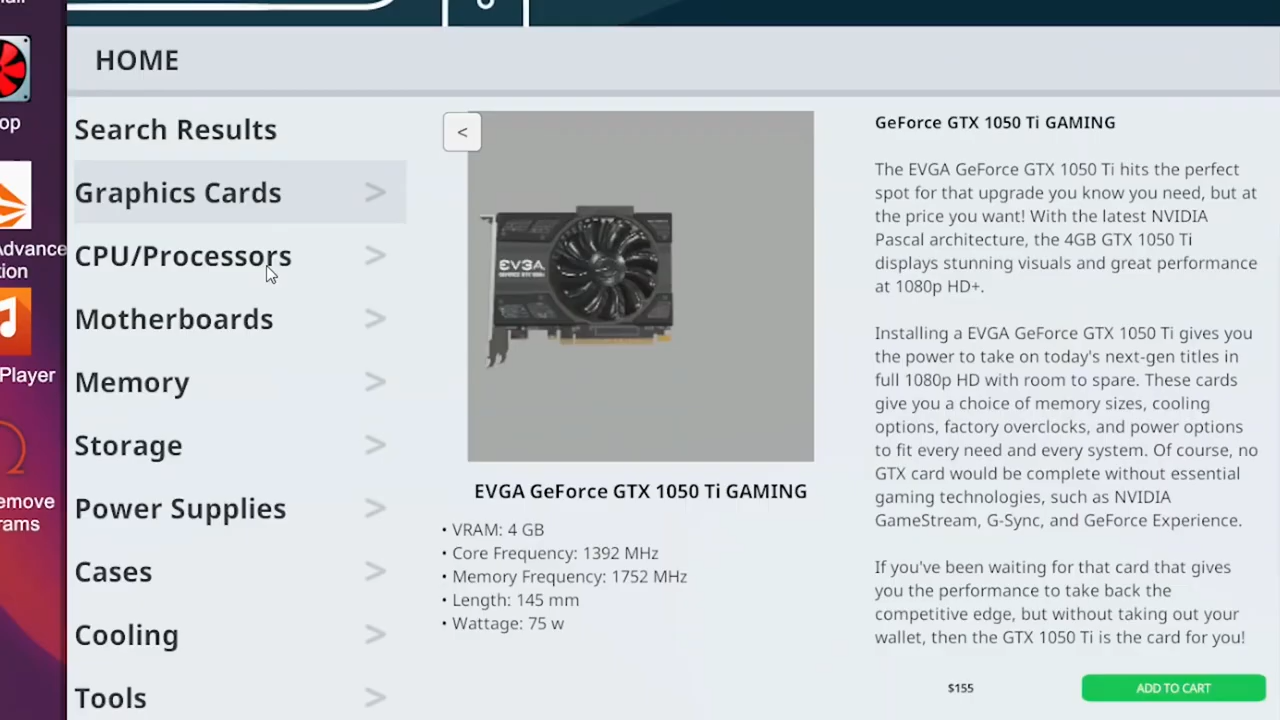 HOME
Search Results
Graphics Cards >
CPU/Processors >
Motherboards >
Memory >
Storage >
Power Supplies >
Cases >
Cooling >
Tools >
<
EVGA
EVGA GeForce GTX 1050 Ti GAMING
• VRAM: 4 GB
• Core Frequency: 1392 MHz
• Memory Frequency: 1752 MHz
• Length: 145 mm
• Wattage: 75 w
GeForce GTX 1050 Ti GAMING
The EVGA GeForce GTX 1050 Ti hits the perfect
spot for that upgrade you know you need, but at
the price you want! With the latest NVIDIA
Pascal architecture, the 4GB GTX 1050 Ti
displays stunning visuals and great performance
at 1080p HD+.
Installing a EVGA GeForce GTX 1050 Ti gives you
the power to take on today's next-gen titles in
full 1080p HD with room to spare. These cards
give you a choice of memory sizes, cooling
options, factory overclocks, and power options
to fit every need and every system. Of course, no
GTX card would be complete without essential
gaming technologies, such as NVIDIA
GameStream, G-Sync, and GeForce Experience.
If you've been waiting for that card that gives
you the performance to take back the
competitive edge, but without taking out your
wallet, then the GTX 1050 Ti is the card for you!
$155
ADD TO CART
op
Advance
tion
Player
emove
rams